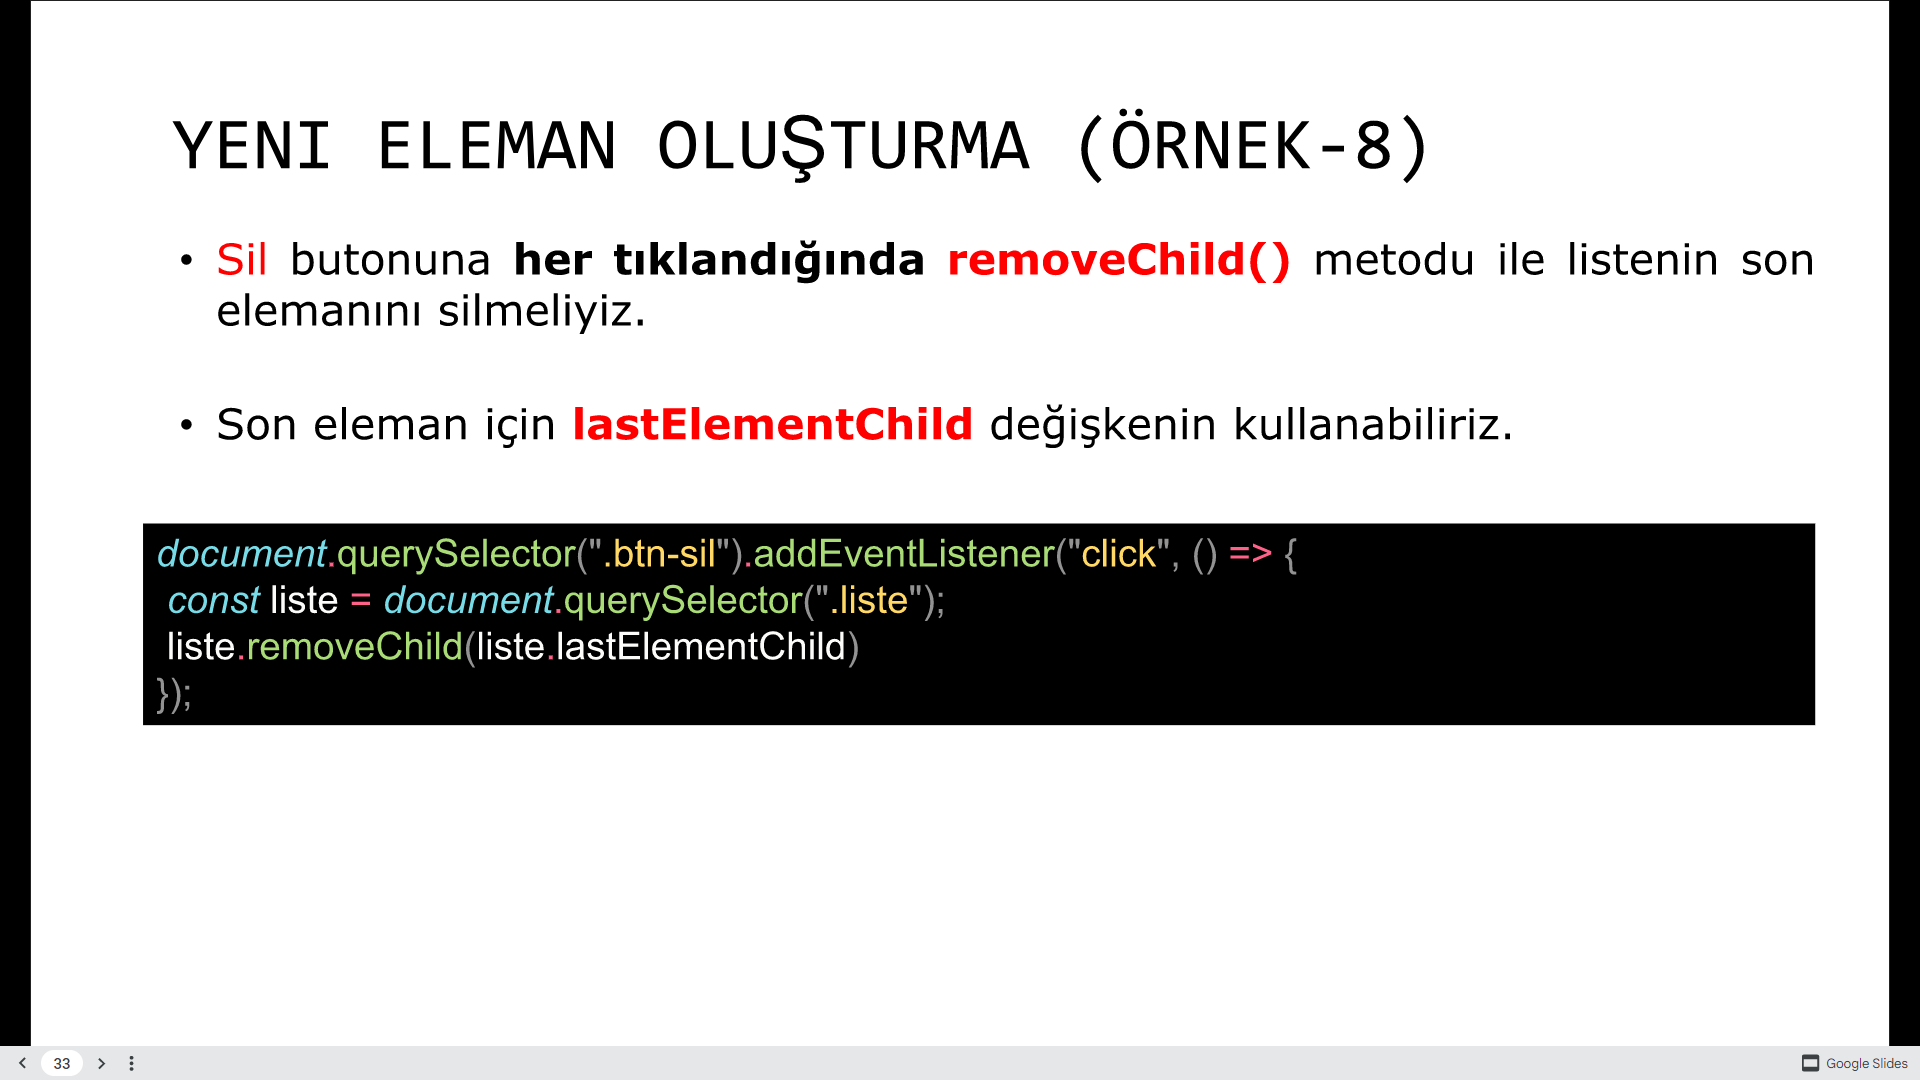 YENI ELEMAN OLUŞTURMA (ÖRNEK-8)
• Sil butonuna her tıklandığında removeChild() metodu ile listenin son
elemanını silmeliyiz.
• Son eleman için lastElementChild değişkenin kullanabiliriz.
document.querySelector(".btn-sil").addEventListener("click", () => {
const liste = document.querySelector(".liste");
liste.removeChild(liste.lastElementChild)
});
33
Google Slides